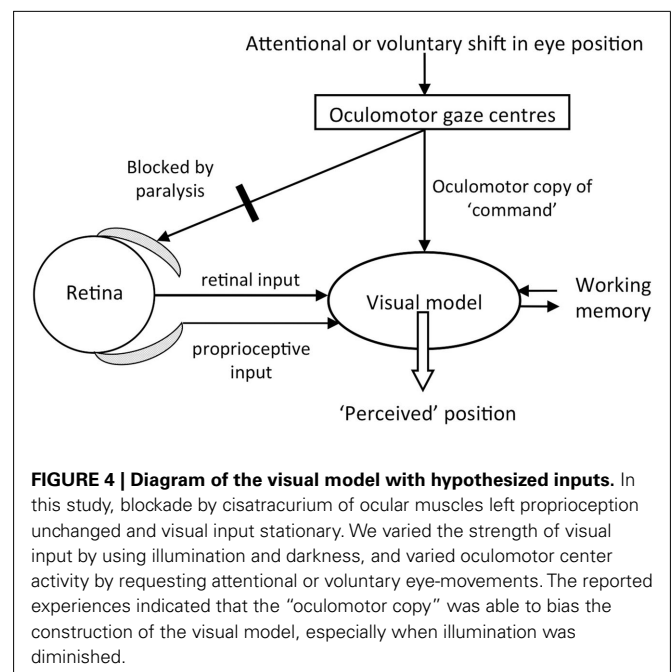 Attentional or voluntary shift in eye position
Oculomotor gaze centres
Blocked by
paralysis
Oculomotor copy of
‘command’
Retina
retinal input
Visual model
Working
memory
proprioceptive
input
‘Perceived’ position
FIGURE 4 | Diagram of the visual model with hypothesized inputs. In
this study, blockade by cisatracurium of ocular muscles left proprioception
unchanged and visual input stationary. We varied the strength of visual
input by using illumination and darkness, and varied oculomotor center
activity by requesting attentional or voluntary eye-movements. The reported
experiences indicated that the “oculomotor copy” was able to bias the
construction of the visual model, especially when illumination was
diminished.